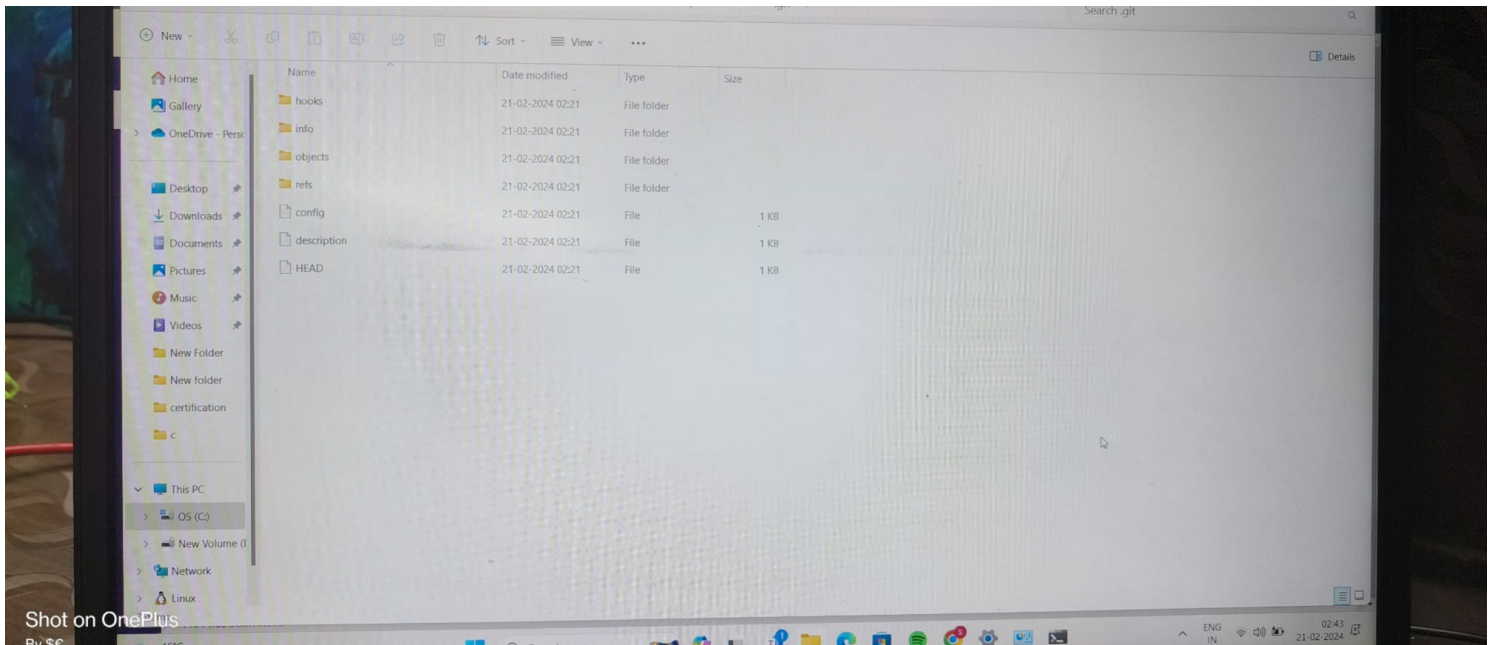 Search .git
New
Sort
View
...
Details
Name
Date modified
Type
Size
Home
Gallery
OneDrive - Perso
Desktop
Downloads
Documents
Pictures
Music
Videos
New Folder
New folder
certification
c
This PC
OS (C:)
New Volume (
Network
Linux
hooks 21-02-2024 02:21 File folder
info 21-02-2024 02:21 File folder
objects 21-02-2024 02:21 File folder
refs 21-02-2024 02:21 File folder
config 21-02-2024 02:21 File 1 KB
description 21-02-2024 02:21 File 1 KB
HEAD 21-02-2024 02:21 File 1 KB
Shot on OnePlus
By
ENG
IN
02:43
21-02-2024